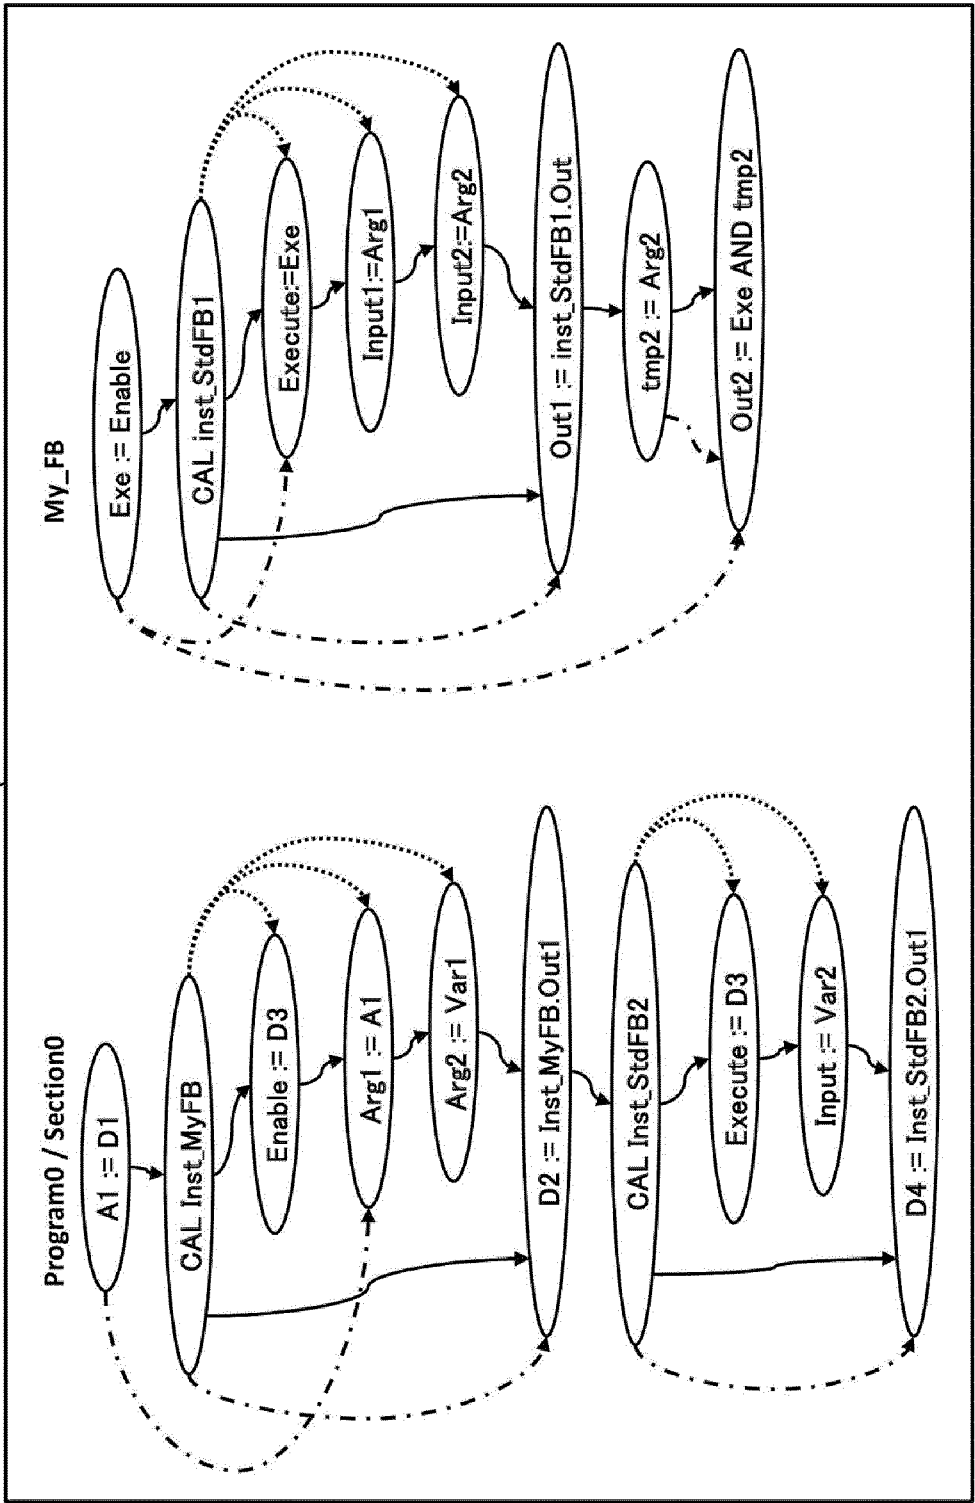 Program0 / Section0
A1 := D1
CAL Inst_MyFB
Enable := D3
Arg1 := A1
Arg2 := Var1
D2 := Inst_MyFB.Out1
CAL Inst_StdFB2
Execute := D3
Input := Var2
D4 := Inst_StdFB2.Out1
My_FB
Exe := Enable
CAL inst_StdFB1
Execute:=Exe
Input1:=Arg1
Input2:=Arg2
Out1 := inst_StdFB1.Out
tmp2 := Arg2
Out2 := Exe AND tmp2